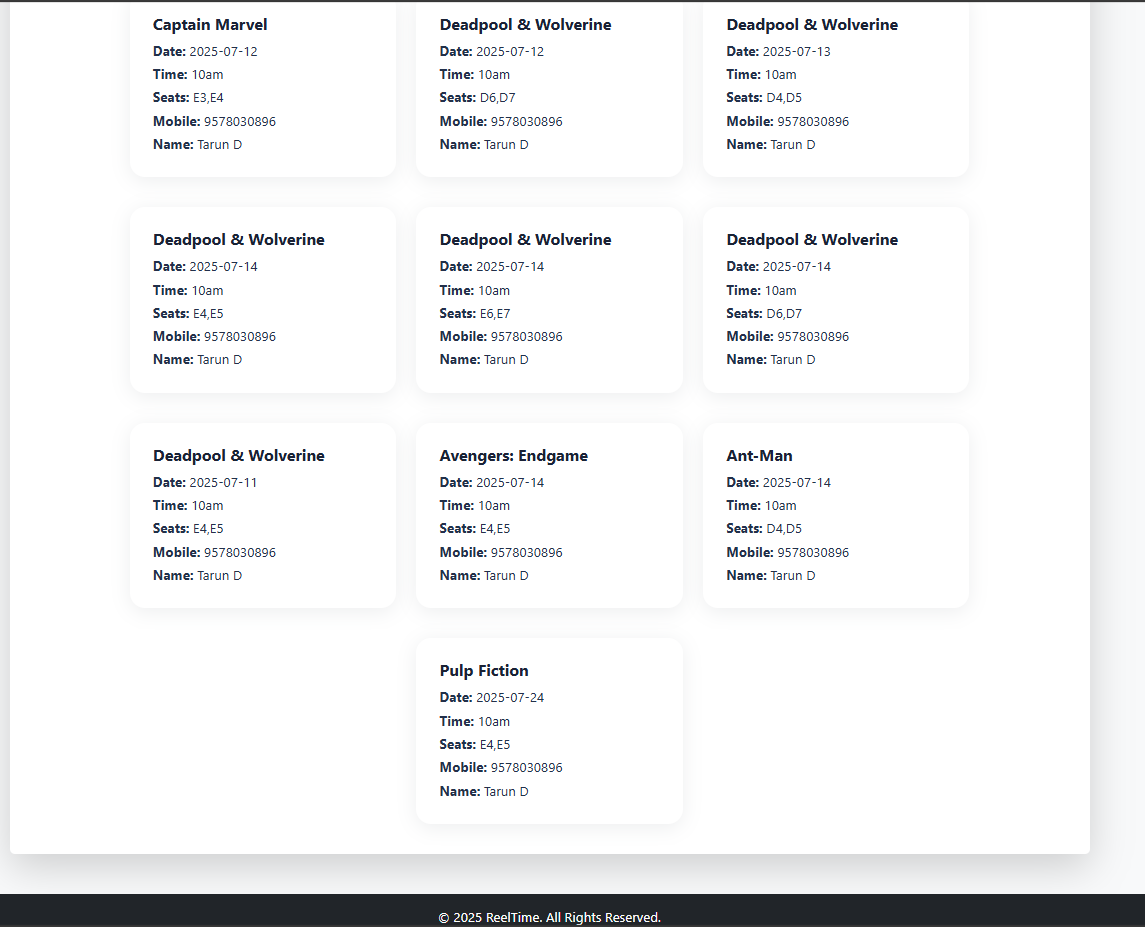 Captain Marvel
Date: 2025-07-12
Time: 10am
Seats: E3,E4
Mobile: 9578030896
Name: Tarun D
Deadpool & Wolverine
Date: 2025-07-12
Time: 10am
Seats: D6,D7
Mobile: 9578030896
Name: Tarun D
Deadpool & Wolverine
Date: 2025-07-13
Time: 10am
Seats: D4,D5
Mobile: 9578030896
Name: Tarun D
Deadpool & Wolverine
Date: 2025-07-14
Time: 10am
Seats: E4,E5
Mobile: 9578030896
Name: Tarun D
Deadpool & Wolverine
Date: 2025-07-14
Time: 10am
Seats: E6,E7
Mobile: 9578030896
Name: Tarun D
Deadpool & Wolverine
Date: 2025-07-14
Time: 10am
Seats: D6,D7
Mobile: 9578030896
Name: Tarun D
Deadpool & Wolverine
Date: 2025-07-11
Time: 10am
Seats: E4,E5
Mobile: 9578030896
Name: Tarun D
Avengers: Endgame
Date: 2025-07-14
Time: 10am
Seats: E4,E5
Mobile: 9578030896
Name: Tarun D
Ant-Man
Date: 2025-07-14
Time: 10am
Seats: D4,D5
Mobile: 9578030896
Name: Tarun D
Pulp Fiction
Date: 2025-07-24
Time: 10am
Seats: E4,E5
Mobile: 9578030896
Name: Tarun D
© 2025 ReelTime. All Rights Reserved.